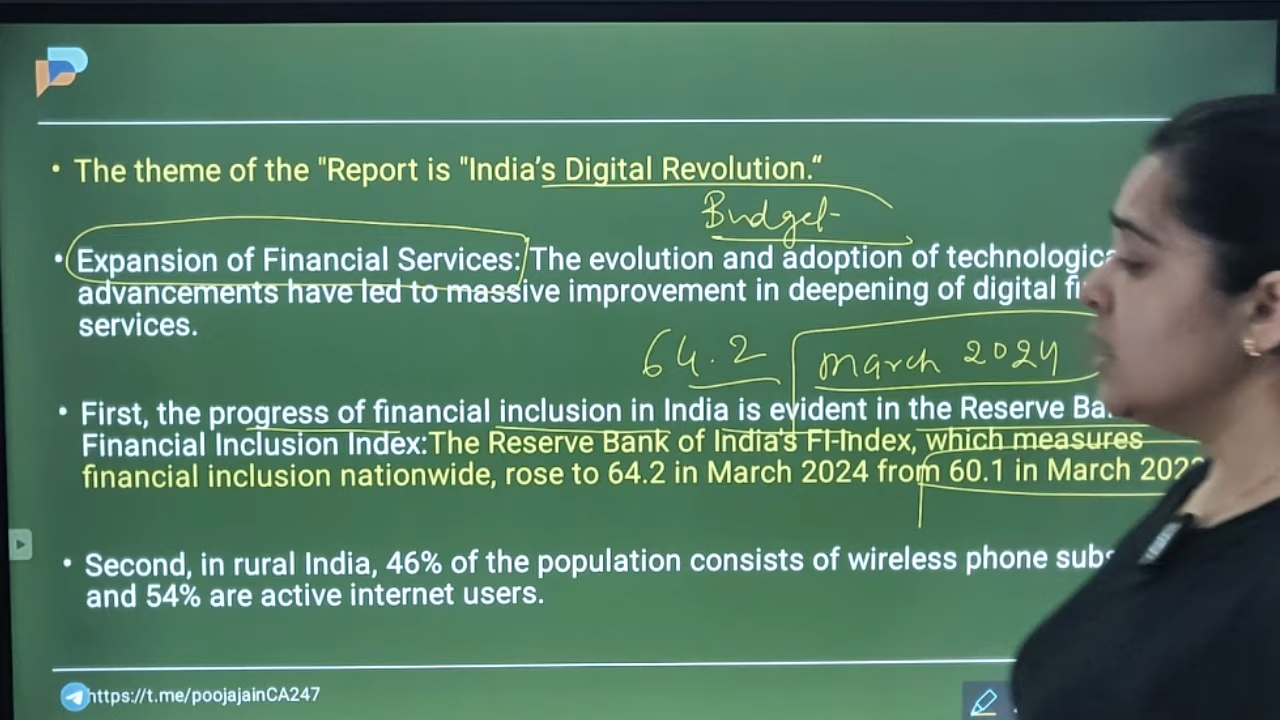 • The theme of the "Report is "India's Digital Revolution.“
Budget
• Expansion of Financial Services: The evolution and adoption of
advancements have led to massive improvement in deepening of digital
services.
64.2 March 2024
• First, the progress of financial inclusion in India is evident in the Reserve
Financial Inclusion Index:The Reserve Bank of India's FI-Index, which measures
financial inclusion nationwide, rose to 64.2 in March 2024 from 60.1 in March
• Second, in rural India, 46% of the population consists of wireless phone
and 54% are active internet users.
https://t.me/poojajainCA247